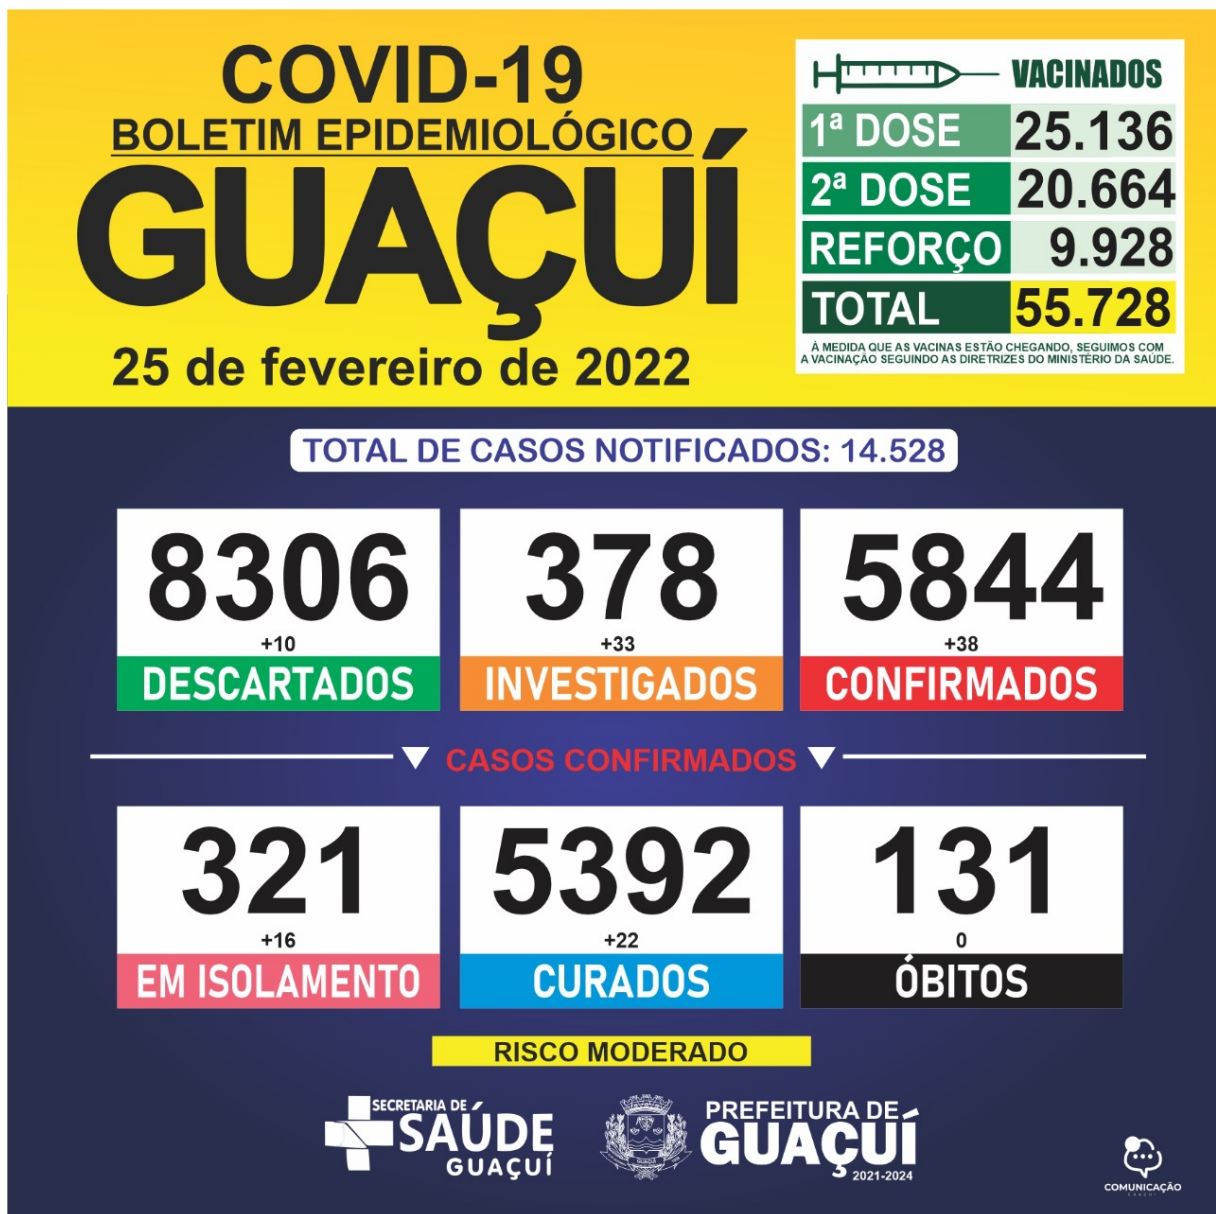 COVID-19
BOLETIM EPIDEMIOLÓGICO
GUAÇUÍ
25 de fevereiro de 2022
VACINADOS
1ª DOSE 25.136
2ª DOSE 20.664
REFORÇO 9.928
TOTAL 55.728
À MEDIDA QUE AS VACINAS ESTÃO CHEGANDO, SEGUIMOS COM
A VACINAÇÃO SEGUINDO AS DIRETRIZES DO MINISTÉRIO DA SAÚDE.
TOTAL DE CASOS NOTIFICADOS: 14.528
8306
+10
DESCARTADOS
378
+33
INVESTIGADOS
5844
+38
CONFIRMADOS
CASOS CONFIRMADOS
321
+16
EM ISOLAMENTO
5392
+22
CURADOS
131
0
ÓBITOS
RISCO MODERADO
SECRETARIA DE
SAÚDE
GUAÇUÍ
PREFEITURA DE
GUAÇUÍ
2021-2024
COMUNICAÇÃO